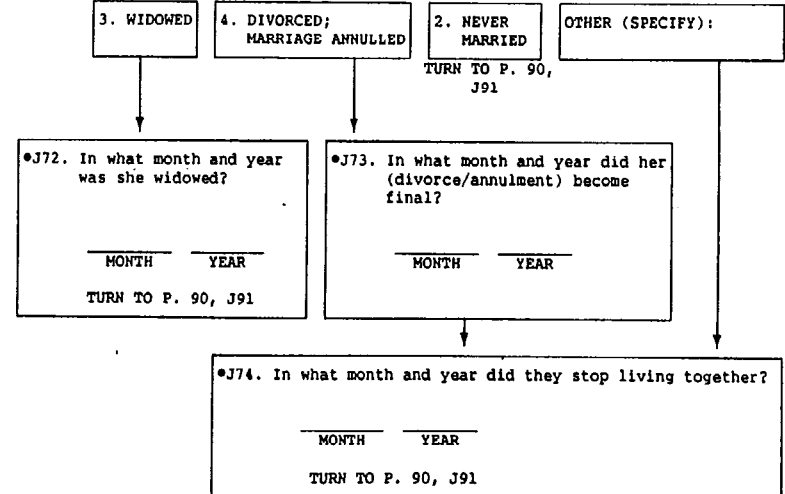 3. WIDOWED
4. DIVORCED;
MARRIAGE ANNULLED
2. NEVER
MARRIED
TURN TO P. 90,
J91
OTHER (SPECIFY):
•J72. In what month and year
was she widowed?
MONTH YEAR
TURN TO P. 90, J91
•J73. In what month and year did her
(divorce/annulment) become
final?
MONTH YEAR
•J74. In what month and year did they stop living together?
MONTH YEAR
TURN TO P. 90, J91